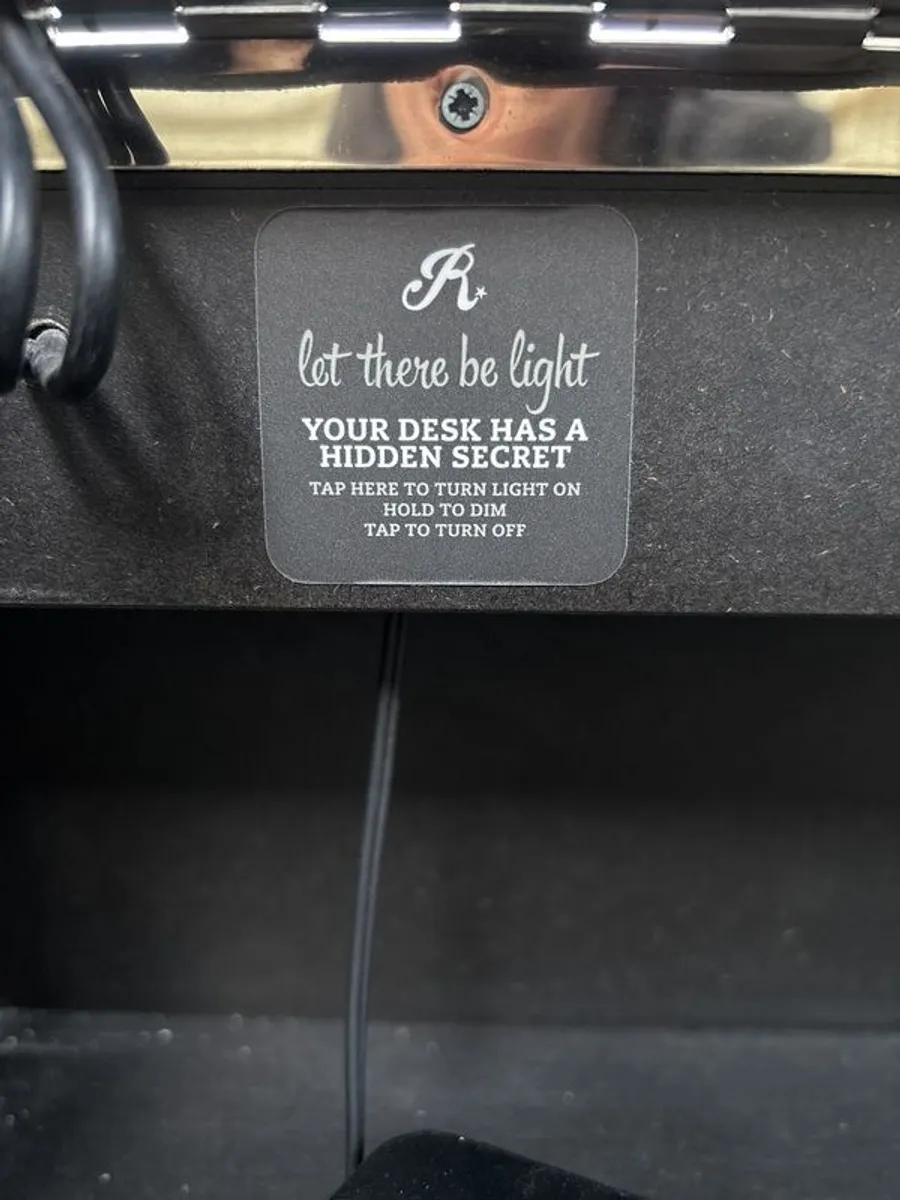 R
let there be light
YOUR DESK HAS A
HIDDEN SECRET
TAP HERE TO TURN LIGHT ON
HOLD TO DIM
TAP TO TURN OFF